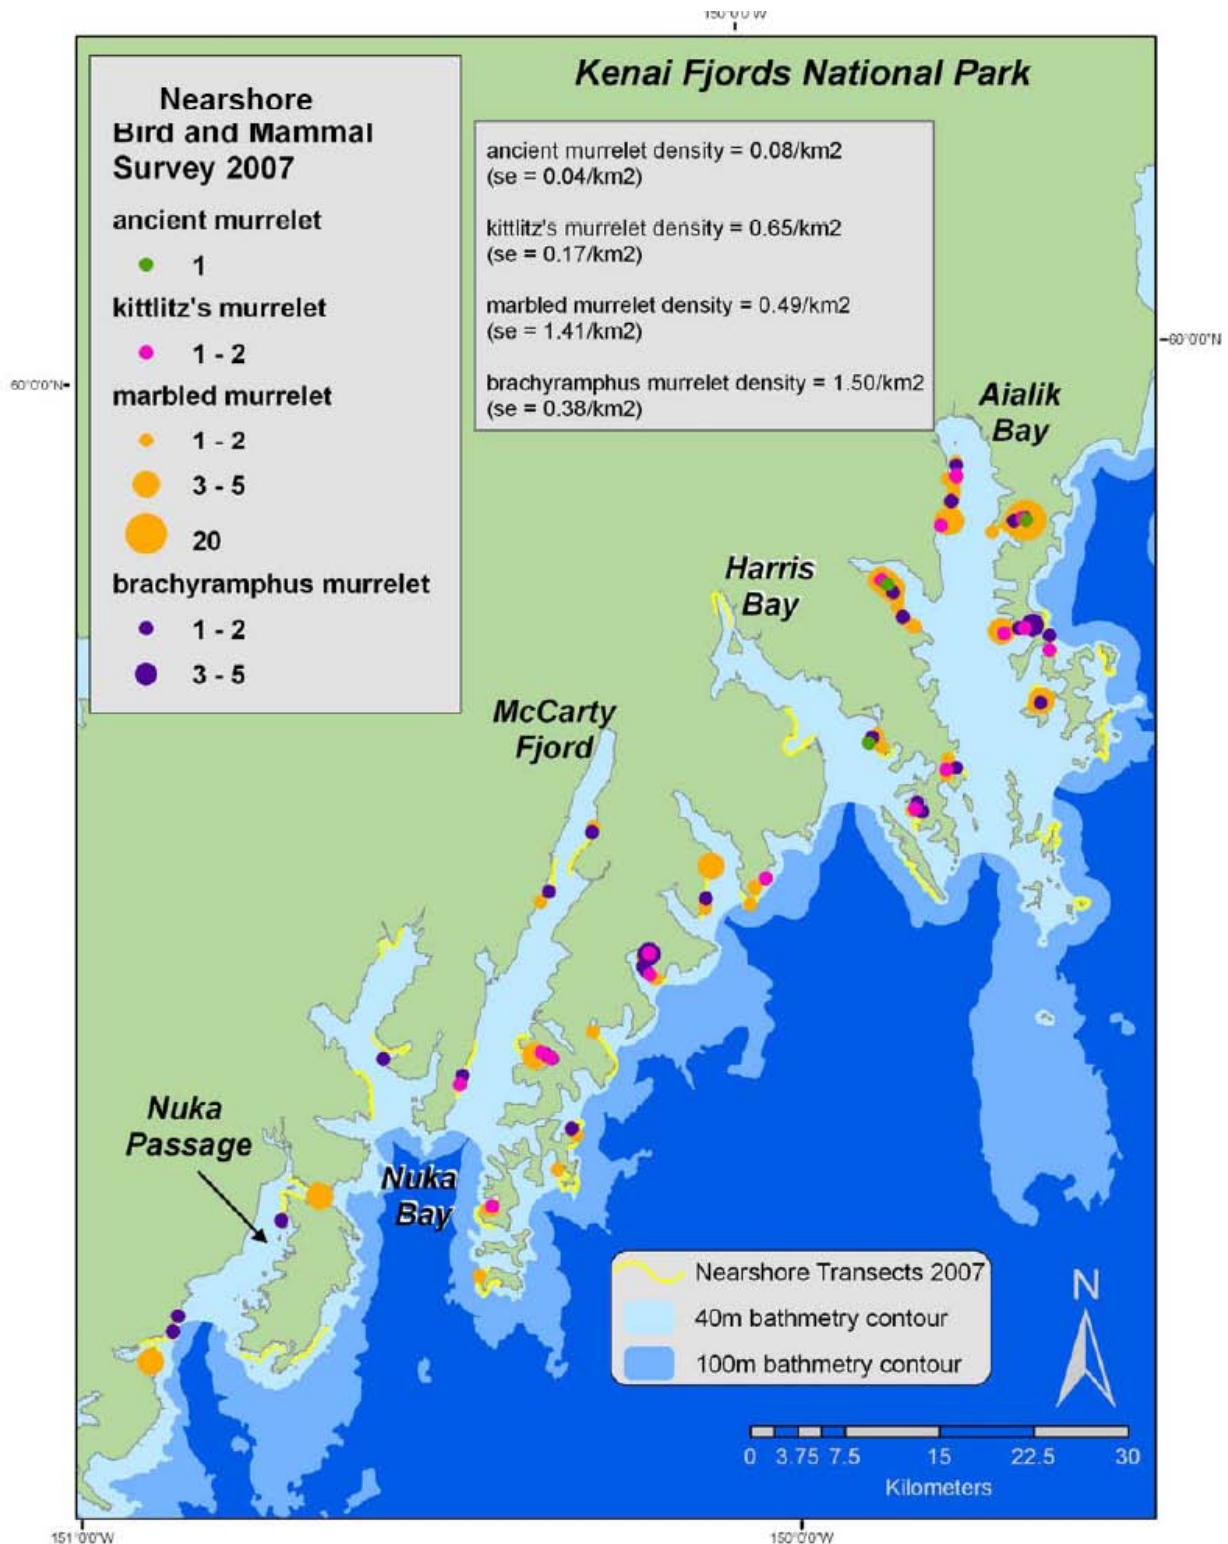 150°0'0"W
Kenai Fjords National Park
Nearshore
Bird and Mammal
Survey 2007
ancient murrelet
1
kittlitz's murrelet
1 - 2
marbled murrelet
1 - 2
3 - 5
20
brachyramphus murrelet
1 - 2
3 - 5
ancient murrelet density = 0.08/km2
(se = 0.04/km2)
kittlitz's murrelet density = 0.65/km2
(se = 0.17/km2)
marbled murrelet density = 0.49/km2
(se = 1.41/km2)
brachyramphus murrelet density = 1.50/km2
(se = 0.38/km2)
60°0'0"N
60°0'0"N
Aialik
Bay
Harris
Bay
McCarty
Fjord
Nuka
Passage
Nuka
Bay
Nearshore Transects 2007
40m bathmetry contour
100m bathmetry contour
N
0 3.75 7.5 15 22.5 30
Kilometers
151°0'0"W
150°0'0"W